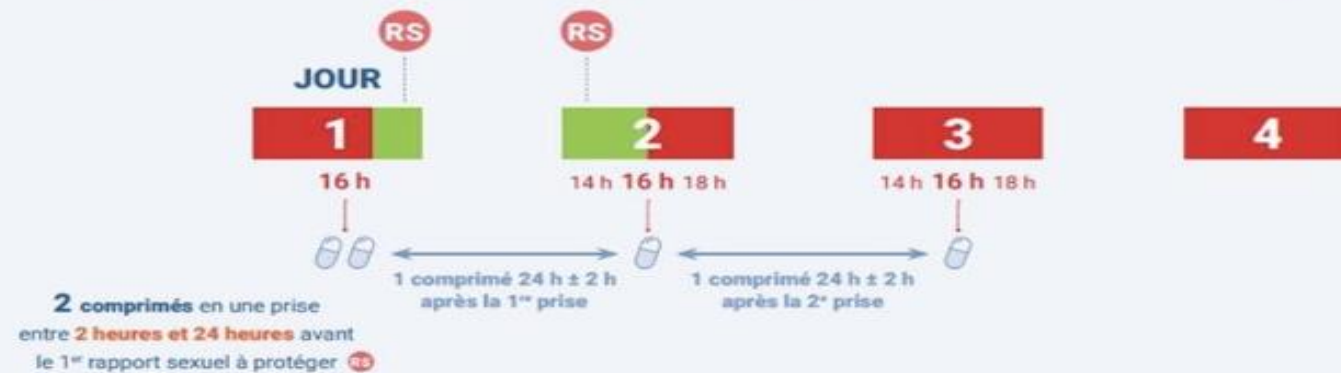 RS RS
JOUR
1 2 3 4
16 h 14 h 16 h 18 h 14 h 16 h 18 h
1 comprimé 24 h ± 2 h
après la 1re prise
1 comprimé 24 h ± 2 h
après la 2e prise
2 comprimés en une prise
entre 2 heures et 24 heures avant
le 1er rapport sexuel à protéger RS